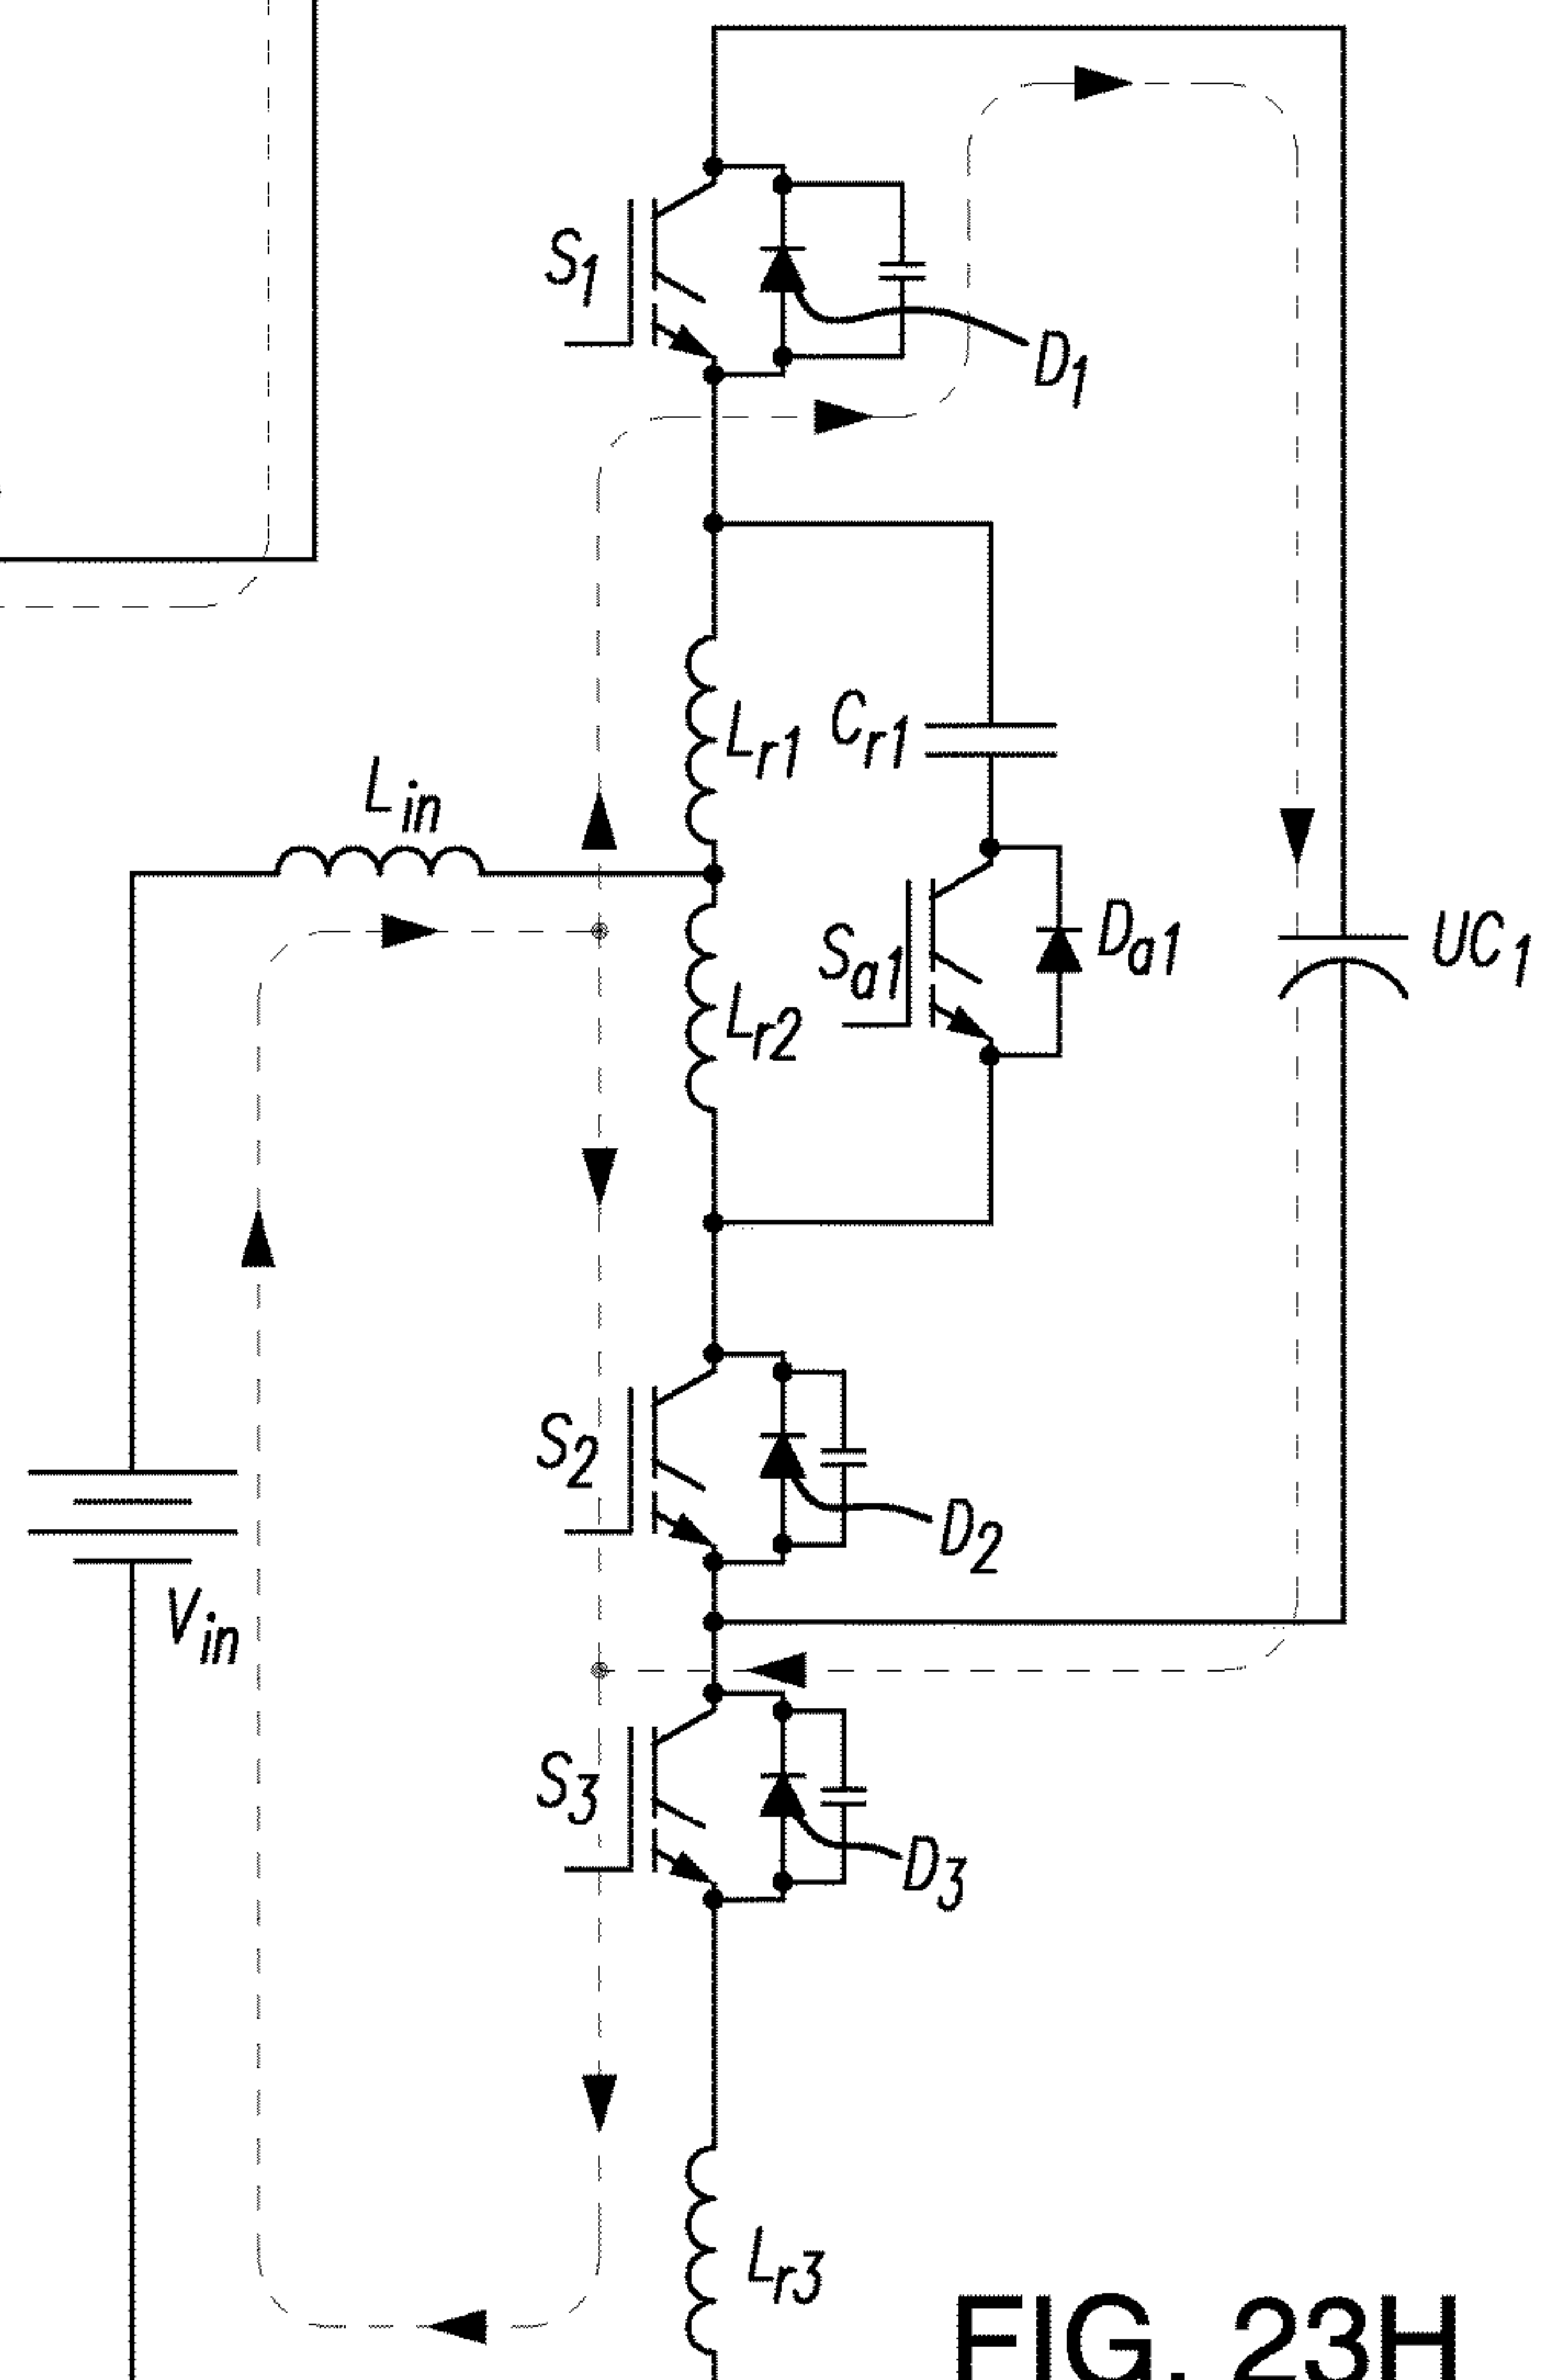 S1
D1
Lr1
Cr1
Lin
Sa1
Da1
UC1
Lr2
S2
D2
Vin
S3
D3
Lr3
FIG. 23H